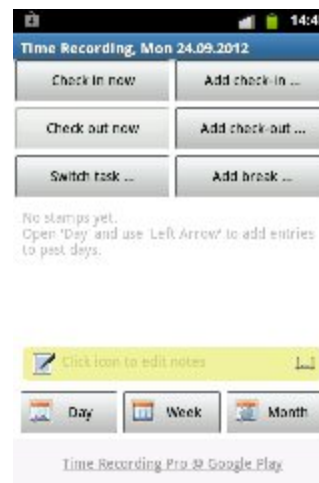 14:4
Time Recording, Mon 24.09.2012
Check in now
Add check-in ...
Check out now
Add check-out ...
Switch task ...
Add break ...
No stamps yet.
Open 'Day' and use 'Left Arrow' to add entries
to past days.
Click icon to edit notes
Day
Week
Month
Time Recording Pro @ Google Play